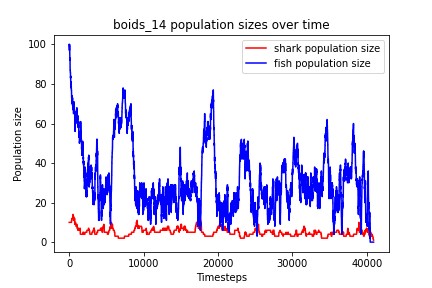 boids_14 population sizes over time
shark population size
fish population size
Population size
100
80
60
40
20
0
0
10000
20000
30000
40000
Timesteps